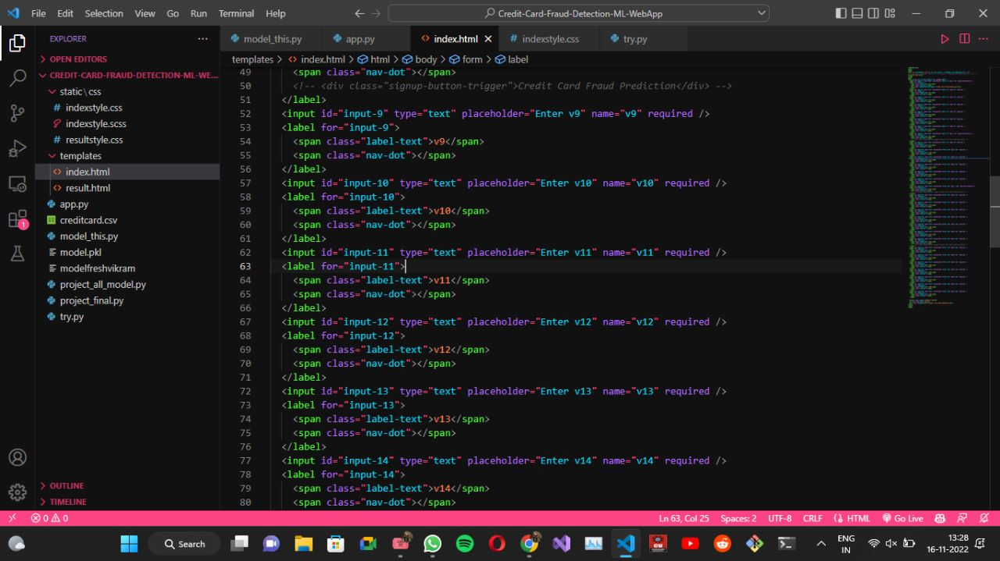 File Edit Selection View Go Run Terminal Help
Credit-Card-Fraud-Detection-ML-WebApp
EXPLORER
OPEN EDITORS
CREDIT-CARD-FRAUD-DETECTION-ML-WE...
static\css
indexstyle.css
indexstyle.scss
resultstyle.css
templates
index.html
result.html
app.py
creditcard.csv
model_this.py
model.pkl
modelfreshvikram
project_all_model.py
project_final.py
try.py
OUTLINE
TIMELINE
1
model_this.py app.py index.html indexstyle.css try.py
templates > index.html > html > body > form > label
49 <span class="nav-dot"></span>
50 <!-- <div class="signup-button-trigger">Credit Card Fraud Prediction</div> -->
51 </label>
52 <input id="input-9" type="text" placeholder="Enter v9" name="v9" required />
53 <label for="input-9">
54 <span class="label-text">v9</span>
55 <span class="nav-dot"></span>
56 </label>
57 <input id="input-10" type="text" placeholder="Enter v10" name="v10" required />
58 <label for="input-10">
59 <span class="label-text">v10</span>
60 <span class="nav-dot"></span>
61 </label>
62 <input id="input-11" type="text" placeholder="Enter v11" name="v11" required />
63 <label for="input-11">
64 <span class="label-text">v11</span>
65 <span class="nav-dot"></span>
66 </label>
67 <input id="input-12" type="text" placeholder="Enter v12" name="v12" required />
68 <label for="input-12">
69 <span class="label-text">v12</span>
70 <span class="nav-dot"></span>
71 </label>
72 <input id="input-13" type="text" placeholder="Enter v13" name="v13" required />
73 <label for="input-13">
74 <span class="label-text">v13</span>
75 <span class="nav-dot"></span>
76 </label>
77 <input id="input-14" type="text" placeholder="Enter v14" name="v14" required />
78 <label for="input-14">
79 <span class="label-text">v14</span>
80 <span class="nav-dot"></span>
0 0 Ln 63, Col 25 Spaces: 2 UTF-8 CRLF HTML Go Live
Search
ENG
IN
13:28
16-11-2022